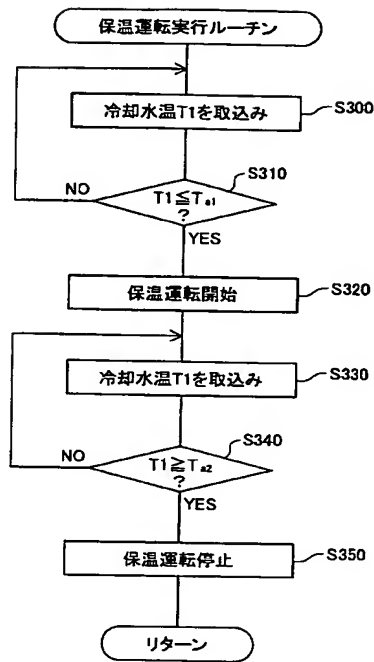 保温運転実行ルーチン
冷却水温T1を取込み
S300
S310
T1≦Ta1
?
NO
YES
保温運転開始
S320
冷却水温T1を取込み
S330
S340
T1≧Ta2
?
NO
YES
保温運転停止
S350
リターン